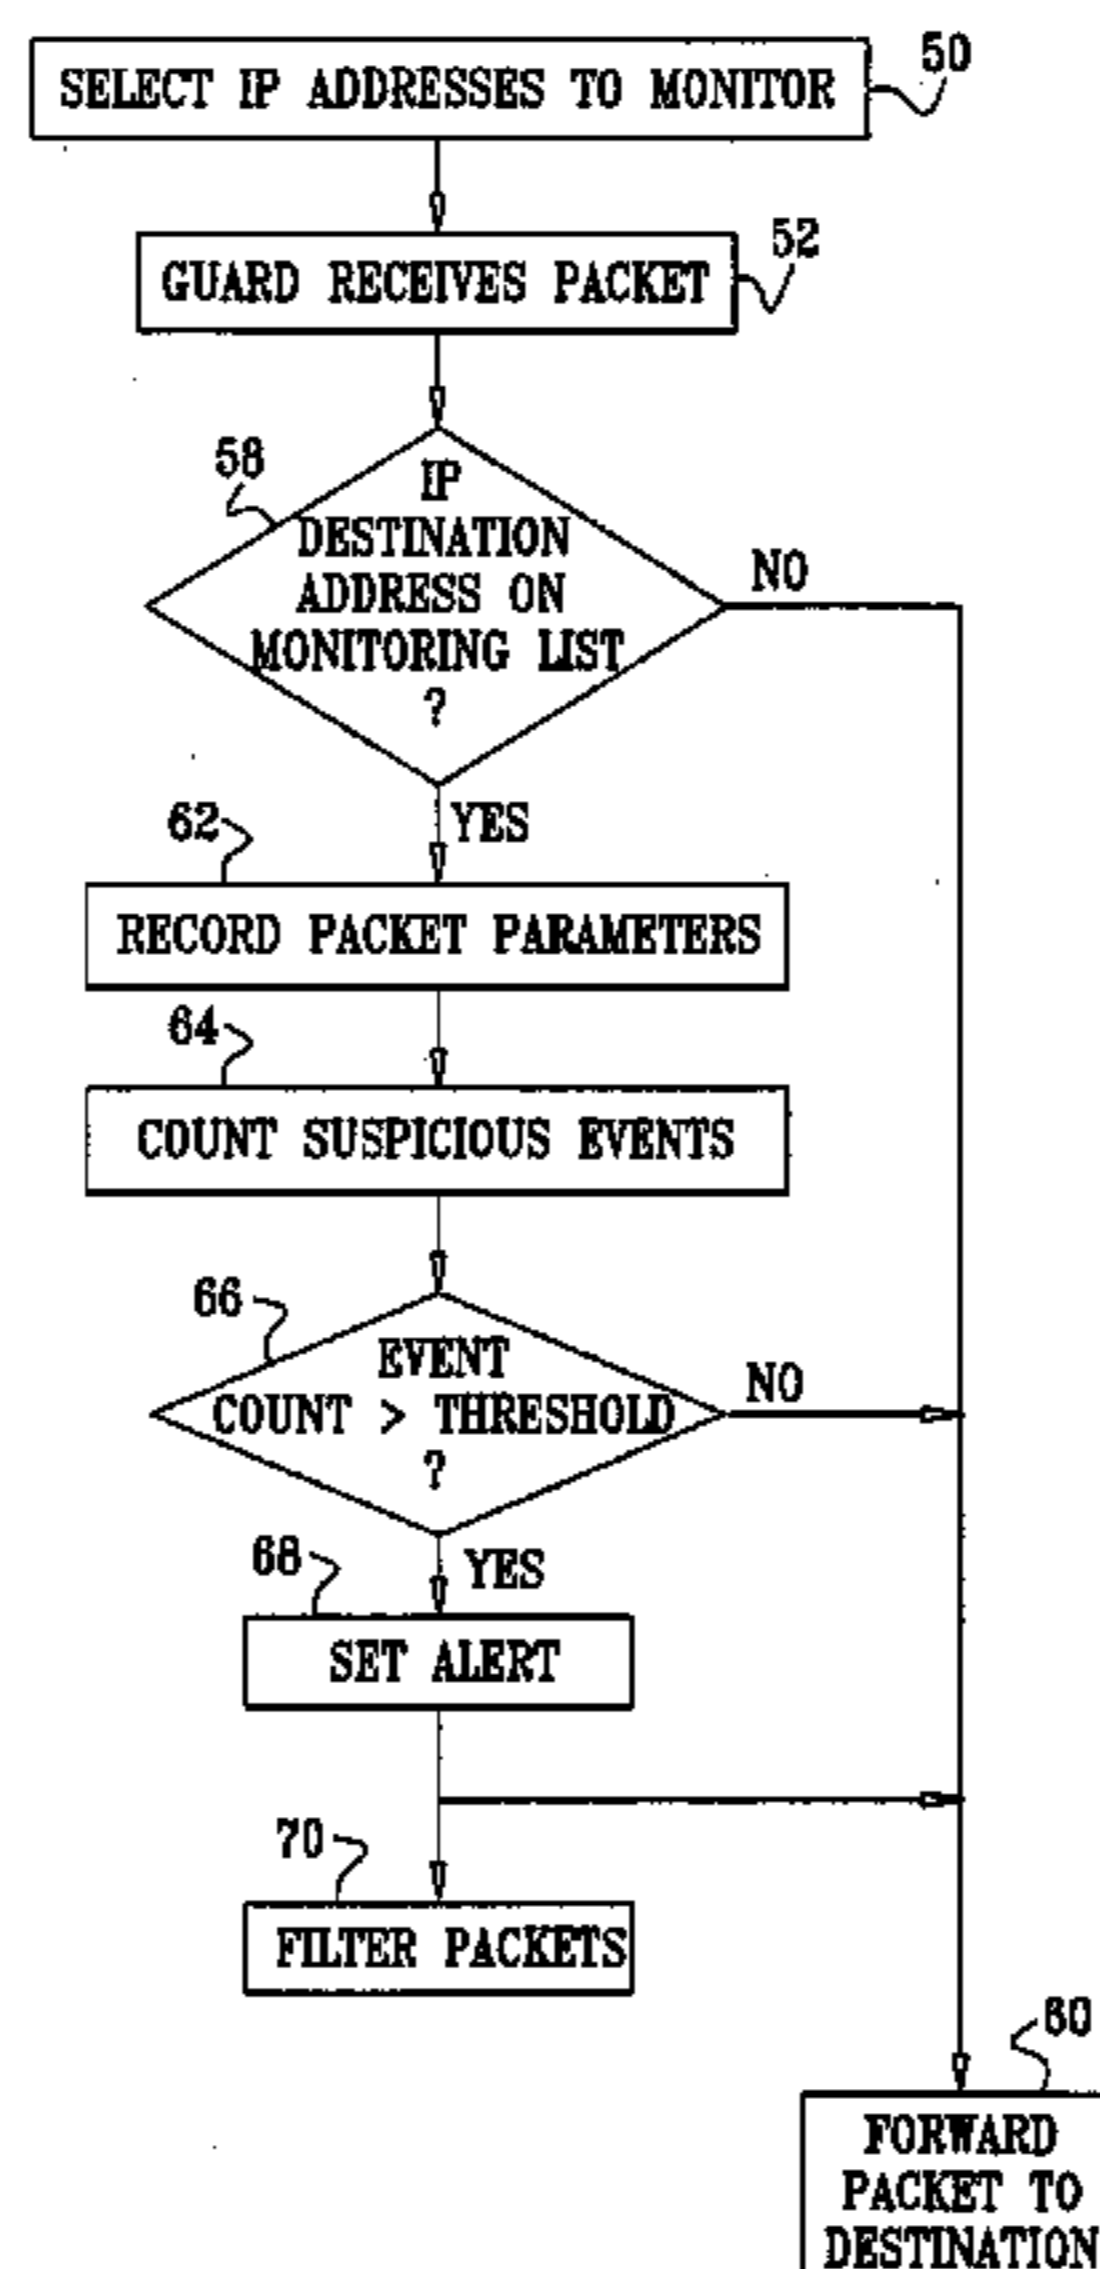 SELECT IP ADDRESSES TO MONITOR
50
GUARD RECEIVES PACKET
52
58
IP
DESTINATION
ADDRESS ON
MONITORING LIST
?
NO
YES
62
RECORD PACKET PARAMETERS
64
COUNT SUSPICIOUS EVENTS
66
EVENT
COUNT > THRESHOLD
?
NO
YES
68
SET ALERT
70
FILTER PACKETS
60
FORWARD
PACKET TO
DESTINATION